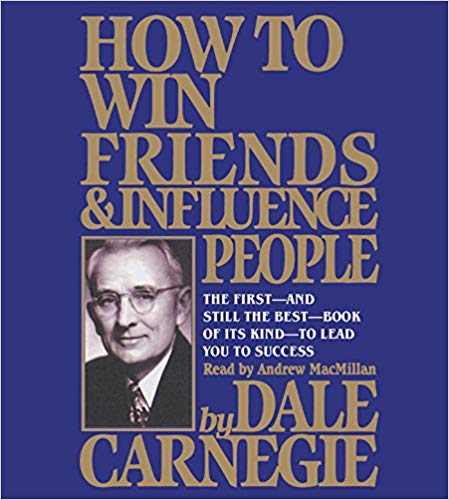 HOW TO
WIN
FRIENDS
& INFLUENCE
PEOPLE
THE FIRST—AND
STILL THE BEST—BOOK
OF ITS KIND—TO LEAD
YOU TO SUCCESS
Read by Andrew MacMillan
by DALE
CARNEGIE